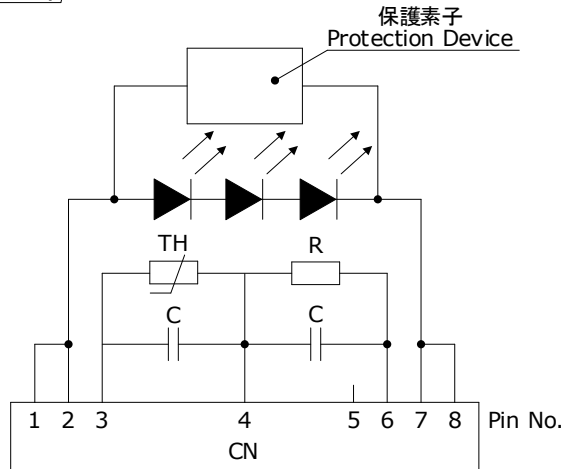 保護素子
Protection Device
TH
R
C
C
1 2 3 4 5 6 7 8 Pin No.
CN